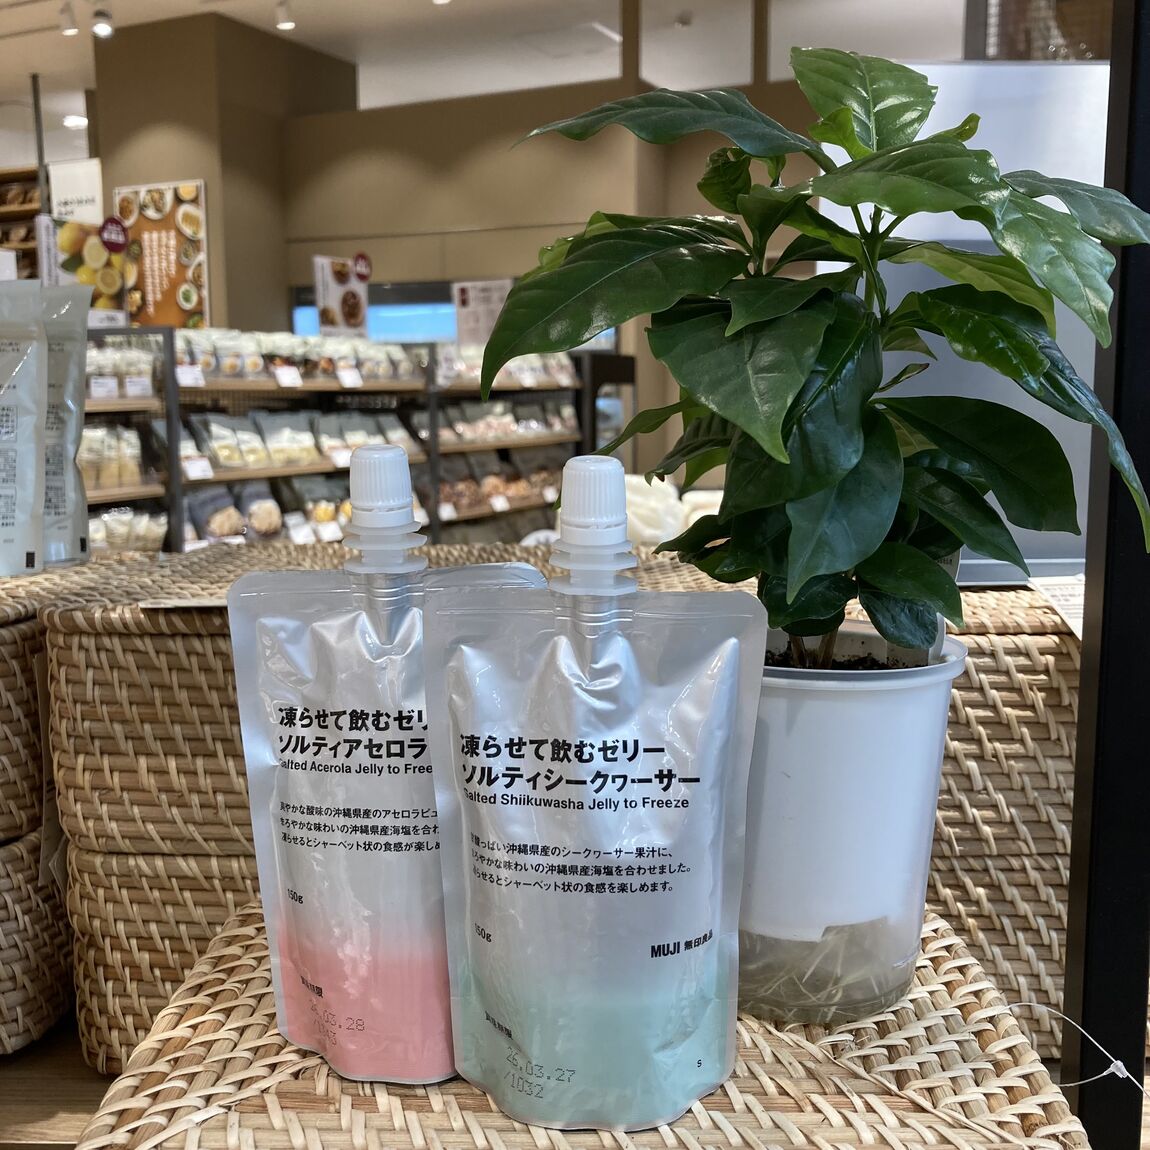 凍らせて飲むゼリ
ソルティアセロラ
Salted Acerola Jelly to Free
爽やかな酸味の沖縄県産のアセロラピュ
まろやかな味わいの沖縄県産海塩を合わ
凍らせるとシャーベット状の食感が楽し
150g
賞味期限
26.03.28
凍らせて飲むゼリー
ソルティシークヮーサー
Salted Shiikuwasha Jelly to Freeze
甘酸っぱい沖縄県産のシークヮーサー果汁に、
まろやかな味わいの沖縄県産海塩を合わせました。
凍らせるとシャーベット状の食感を楽しめます。
150g
MUJI 無印良品
賞味期限
26.03.27
/1032
S